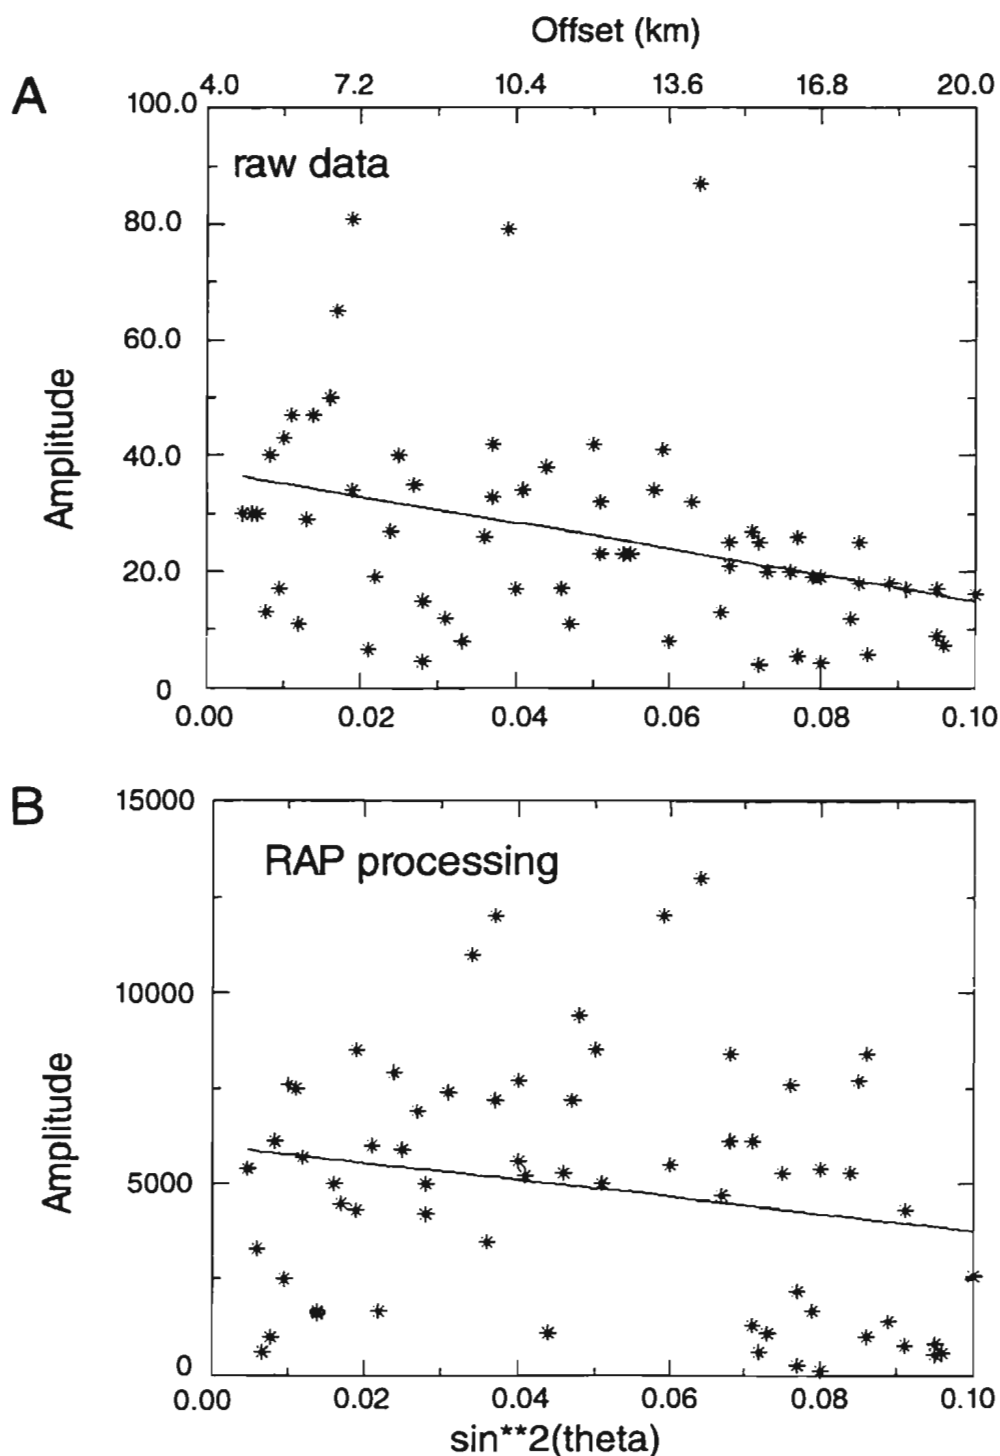 Offset (km)
A
4.0 7.2 10.4 13.6 16.8 20.0
100.0
raw data
80.0
60.0
Amplitude
40.0
20.0
0
0.00 0.02 0.04 0.06 0.08 0.10
B
15000
RAP processing
10000
Amplitude
5000
0
0.00 0.02 0.04 0.06 0.08 0.10
sin**2(theta)